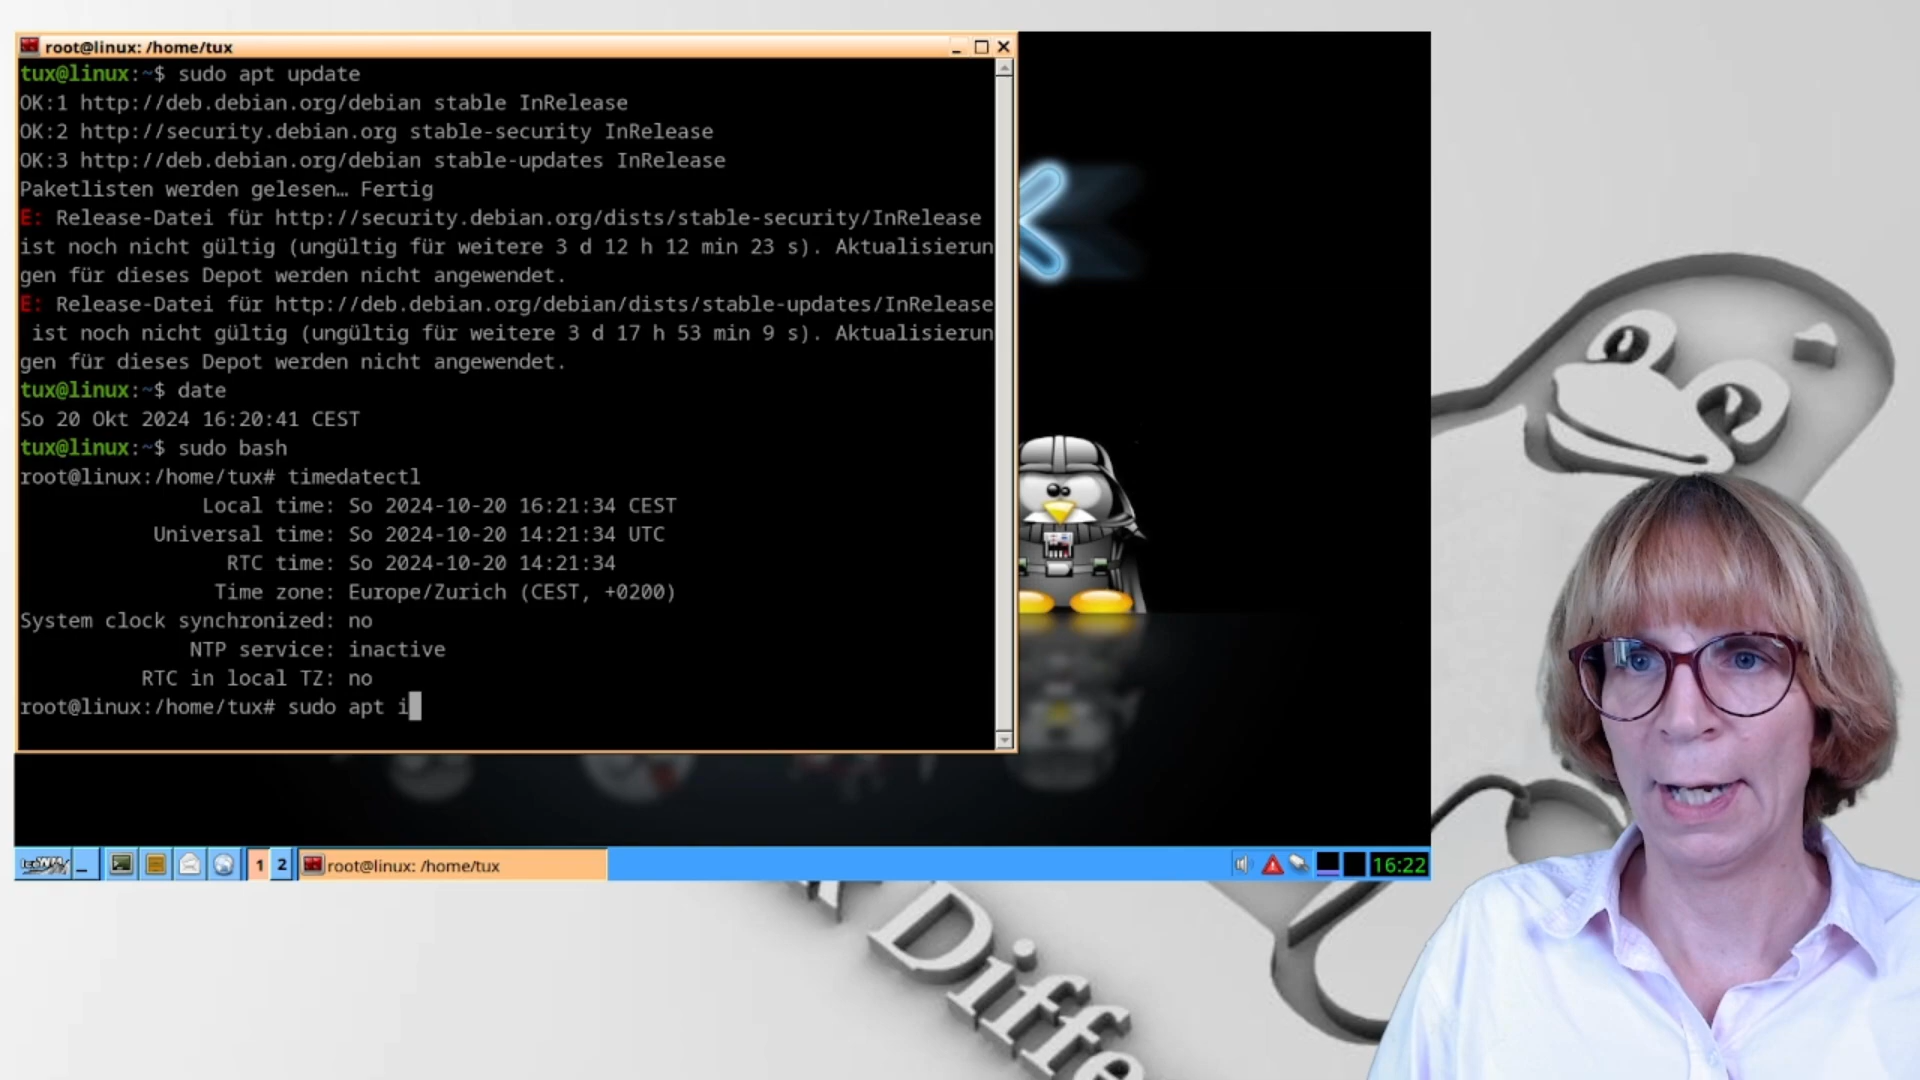 root@linux: /home/tux
tux@linux:~$ sudo apt update
OK:1 http://deb.debian.org/debian stable InRelease
OK:2 http://security.debian.org stable-security InRelease
OK:3 http://deb.debian.org/debian stable-updates InRelease
Paketlisten werden gelesen… Fertig
E: Release-Datei für http://security.debian.org/dists/stable-security/InRelease
ist noch nicht gültig (ungültig für weitere 3 d 12 h 12 min 23 s). Aktualisierun
gen für dieses Depot werden nicht angewendet.
E: Release-Datei für http://deb.debian.org/debian/dists/stable-updates/InRelease
ist noch nicht gültig (ungültig für weitere 3 d 17 h 53 min 9 s). Aktualisierun
gen für dieses Depot werden nicht angewendet.
tux@linux:~$ date
So 20 Okt 2024 16:20:41 CEST
tux@linux:~$ sudo bash
root@linux:/home/tux# timedatectl
Local time: So 2024-10-20 16:21:34 CEST
Universal time: So 2024-10-20 14:21:34 UTC
RTC time: So 2024-10-20 14:21:34
Time zone: Europe/Zurich (CEST, +0200)
System clock synchronized: no
NTP service: inactive
RTC in local TZ: no
root@linux:/home/tux# sudo apt i
IceWM
1 2 root@linux: /home/tux
16:22
Diffe